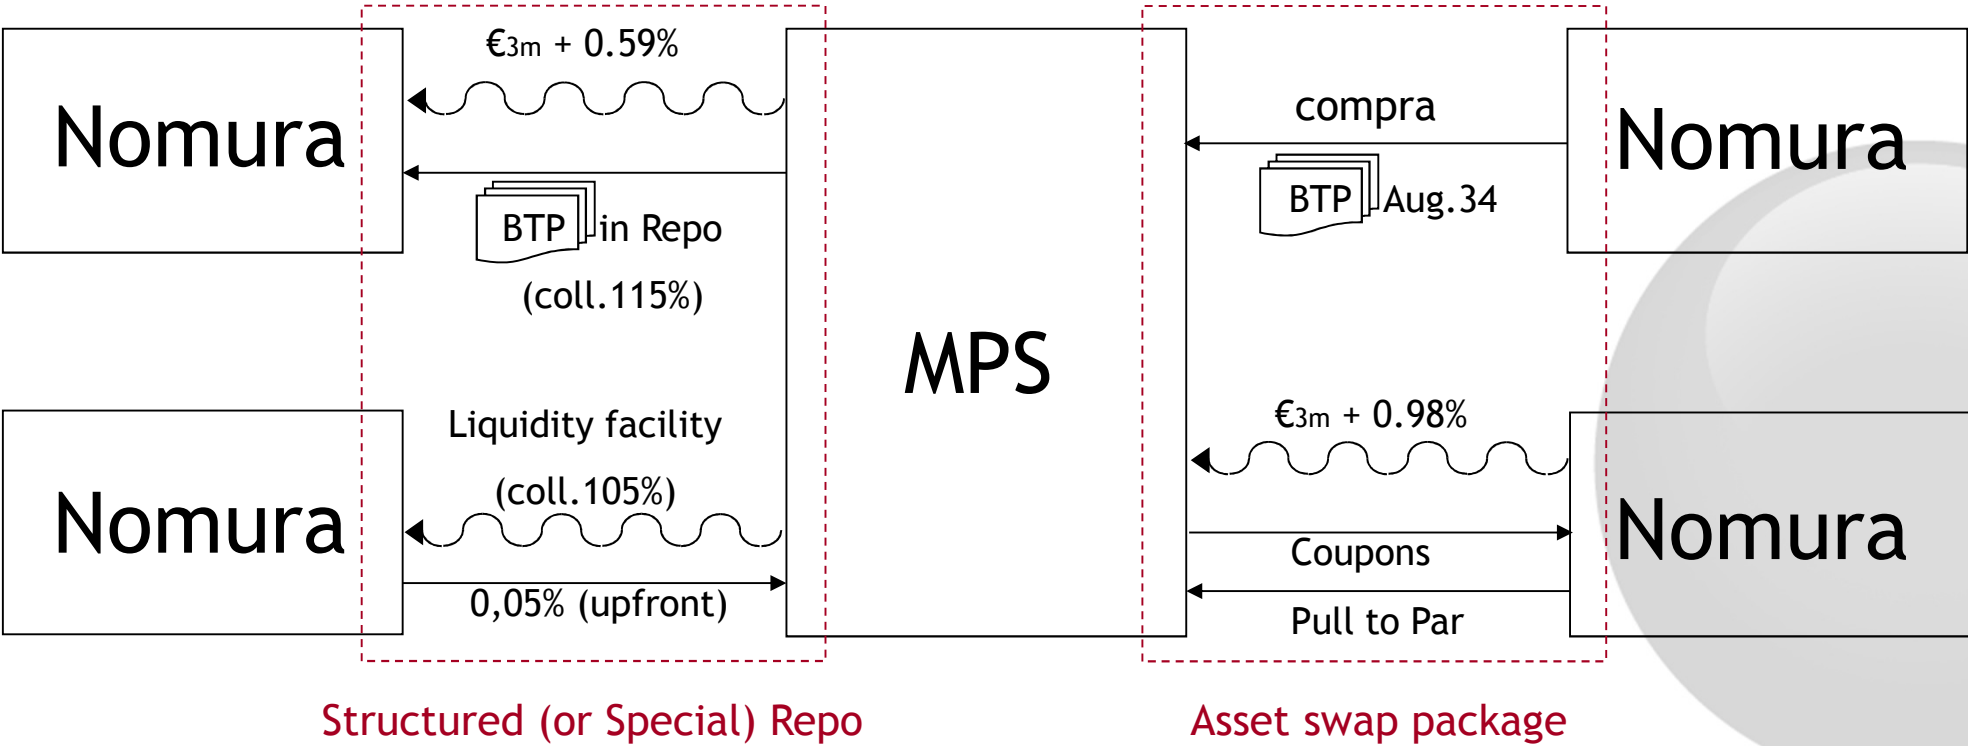 €3m + 0.59%
Nomura
BTP in Repo
(coll.115%)
Liquidity facility
(coll.105%)
Nomura
0,05% (upfront)
Structured (or Special) Repo
MPS
compra
Nomura
BTP Aug.34
€3m + 0.98%
Coupons
Nomura
Pull to Par
Asset swap package